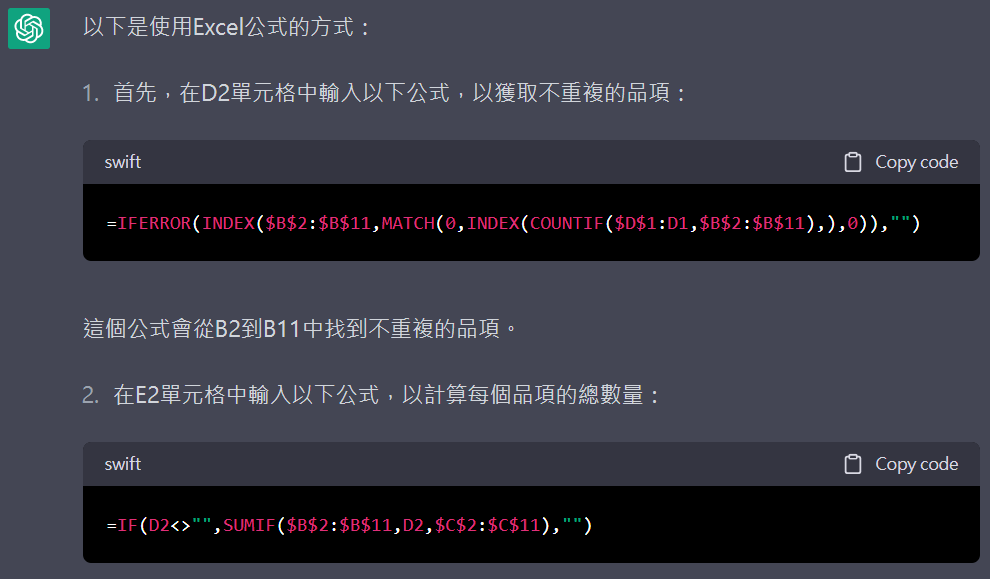 以下是使用Excel公式的方式：
1. 首先，在D2單元格中輸入以下公式，以獲取不重複的品項：
swift Copy code
=IFERROR(INDEX($B$2:$B$11,MATCH(0,INDEX(COUNTIF($D$1:D1,$B$2:$B$11),),0)),"")
這個公式會從B2到B11中找到不重複的品項。
2. 在E2單元格中輸入以下公式，以計算每個品項的總數量：
swift Copy code
=IF(D2<>"",SUMIF($B$2:$B$11,D2,$C$2:$C$11),"")